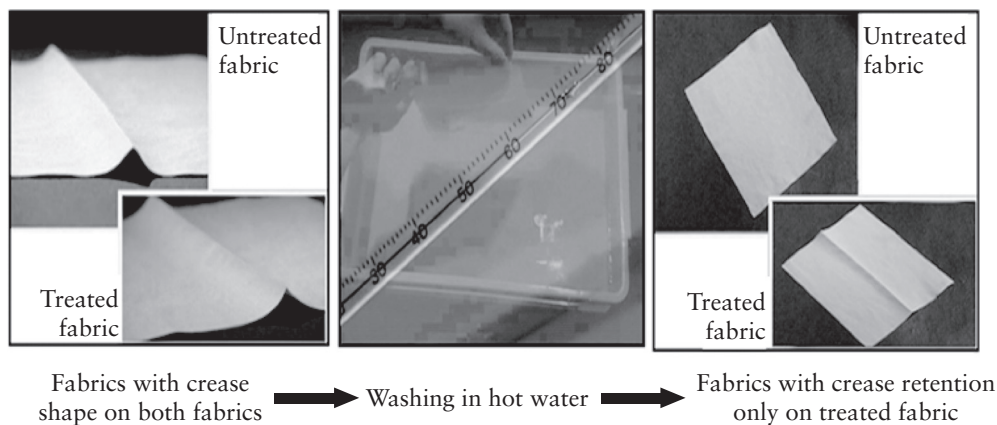 Untreated
fabric
Treated
fabric
30
40
50
60
70
80
Untreated
fabric
Treated
fabric
Fabrics with crease
shape on both fabrics
Washing in hot water
Fabrics with crease retention
only on treated fabric